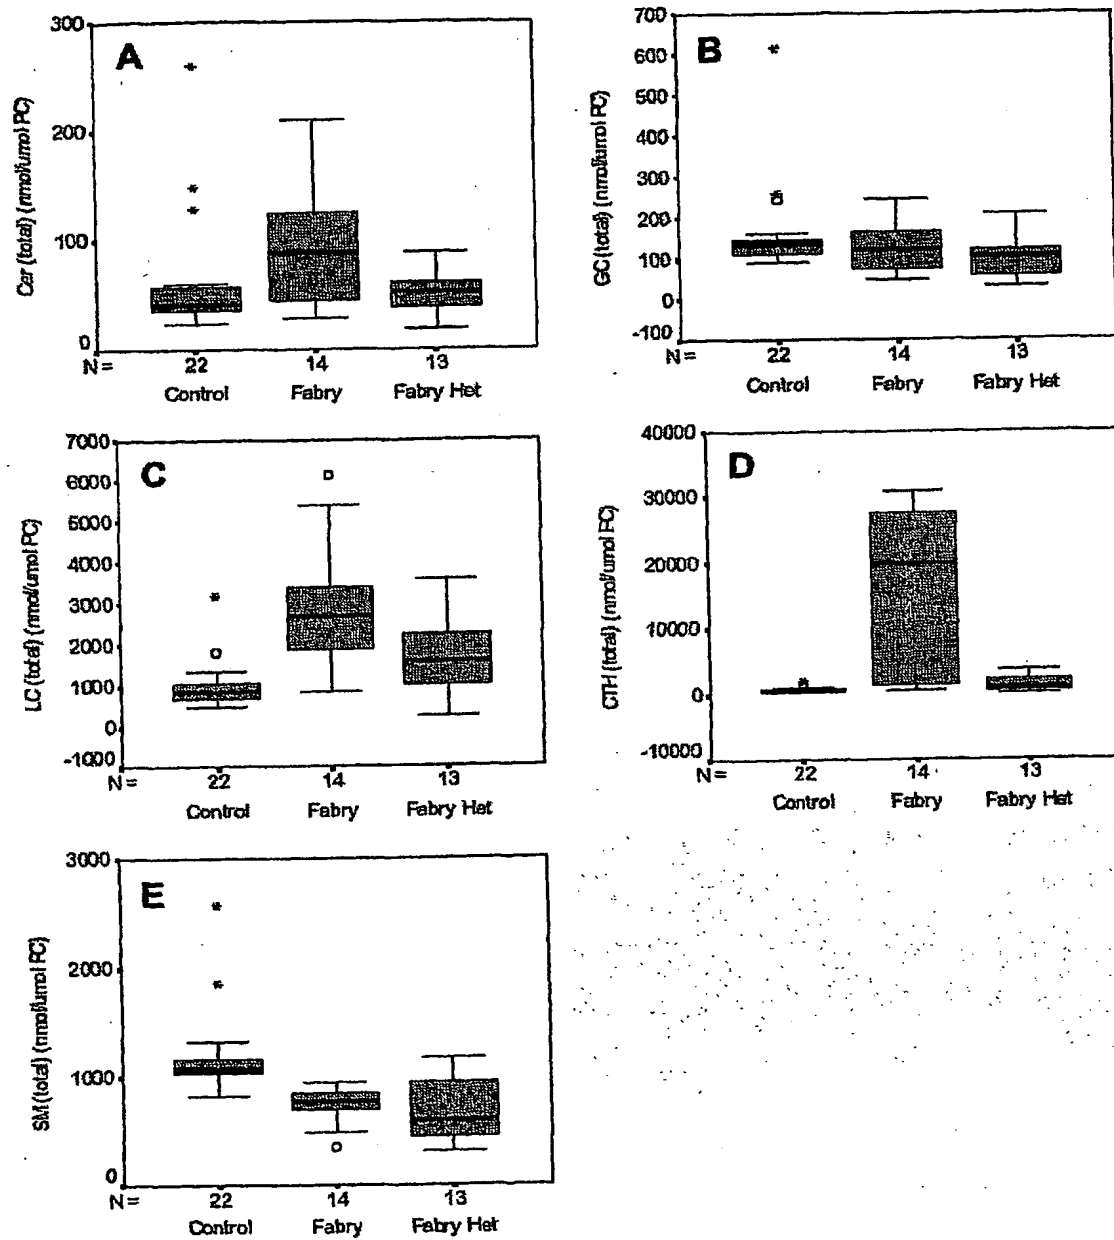 A
Cer (total) (nmol/umol PC)
300
200
100
0
N =
22
14
13
Control
Fabry
Fabry Het
B
GC (total) (nmol/umol PC)
700
600
500
400
300
200
100
0
-100
N =
22
14
13
Control
Fabry
Fabry Het
C
LC (total) (nmol/umol PC)
7000
6000
5000
4000
3000
2000
1000
0
-1000
N =
22
14
13
Control
Fabry
Fabry Het
D
CTH (total) (nmol/umol PC)
40000
30000
20000
10000
0
-10000
N =
22
14
13
Control
Fabry
Fabry Het
E
SM (total) (nmol/umol PC)
3000
2000
1000
0
N =
22
14
13
Control
Fabry
Fabry Het